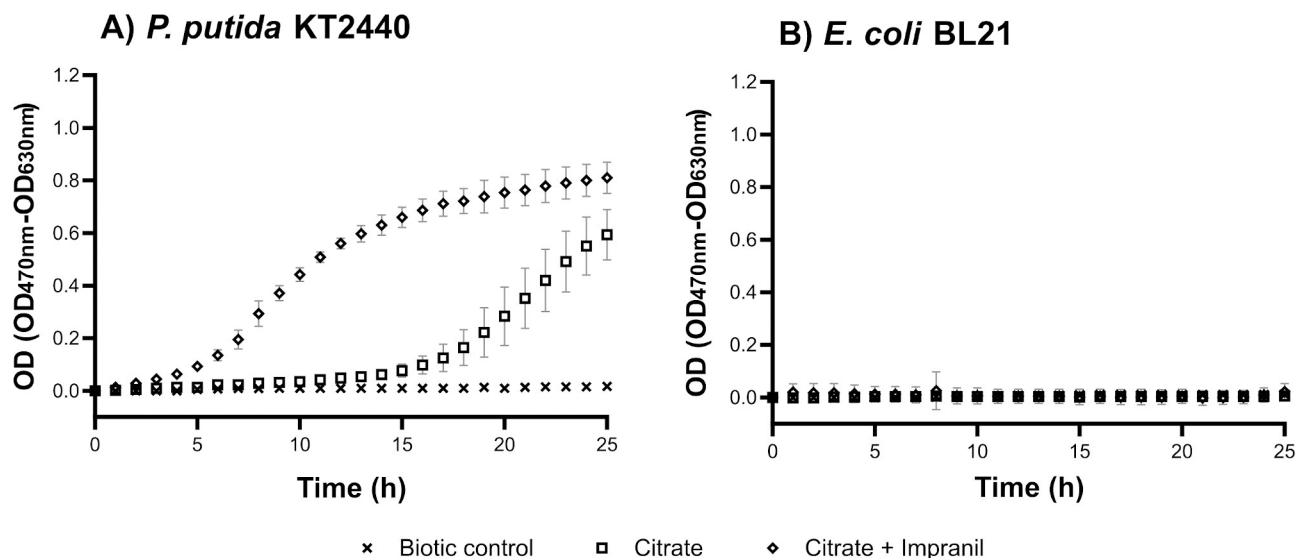 A) P. putida KT2440
OD (OD470nm-OD630nm)
1.2
1.0
0.8
0.6
0.4
0.2
0.0
0 5 10 15 20 25
Time (h)
B) E. coli BL21
OD (OD470nm-OD630nm)
1.2
1.0
0.8
0.6
0.4
0.2
0.0
0 5 10 15 20 25
Time (h)
Biotic control Citrate Citrate + Impranil